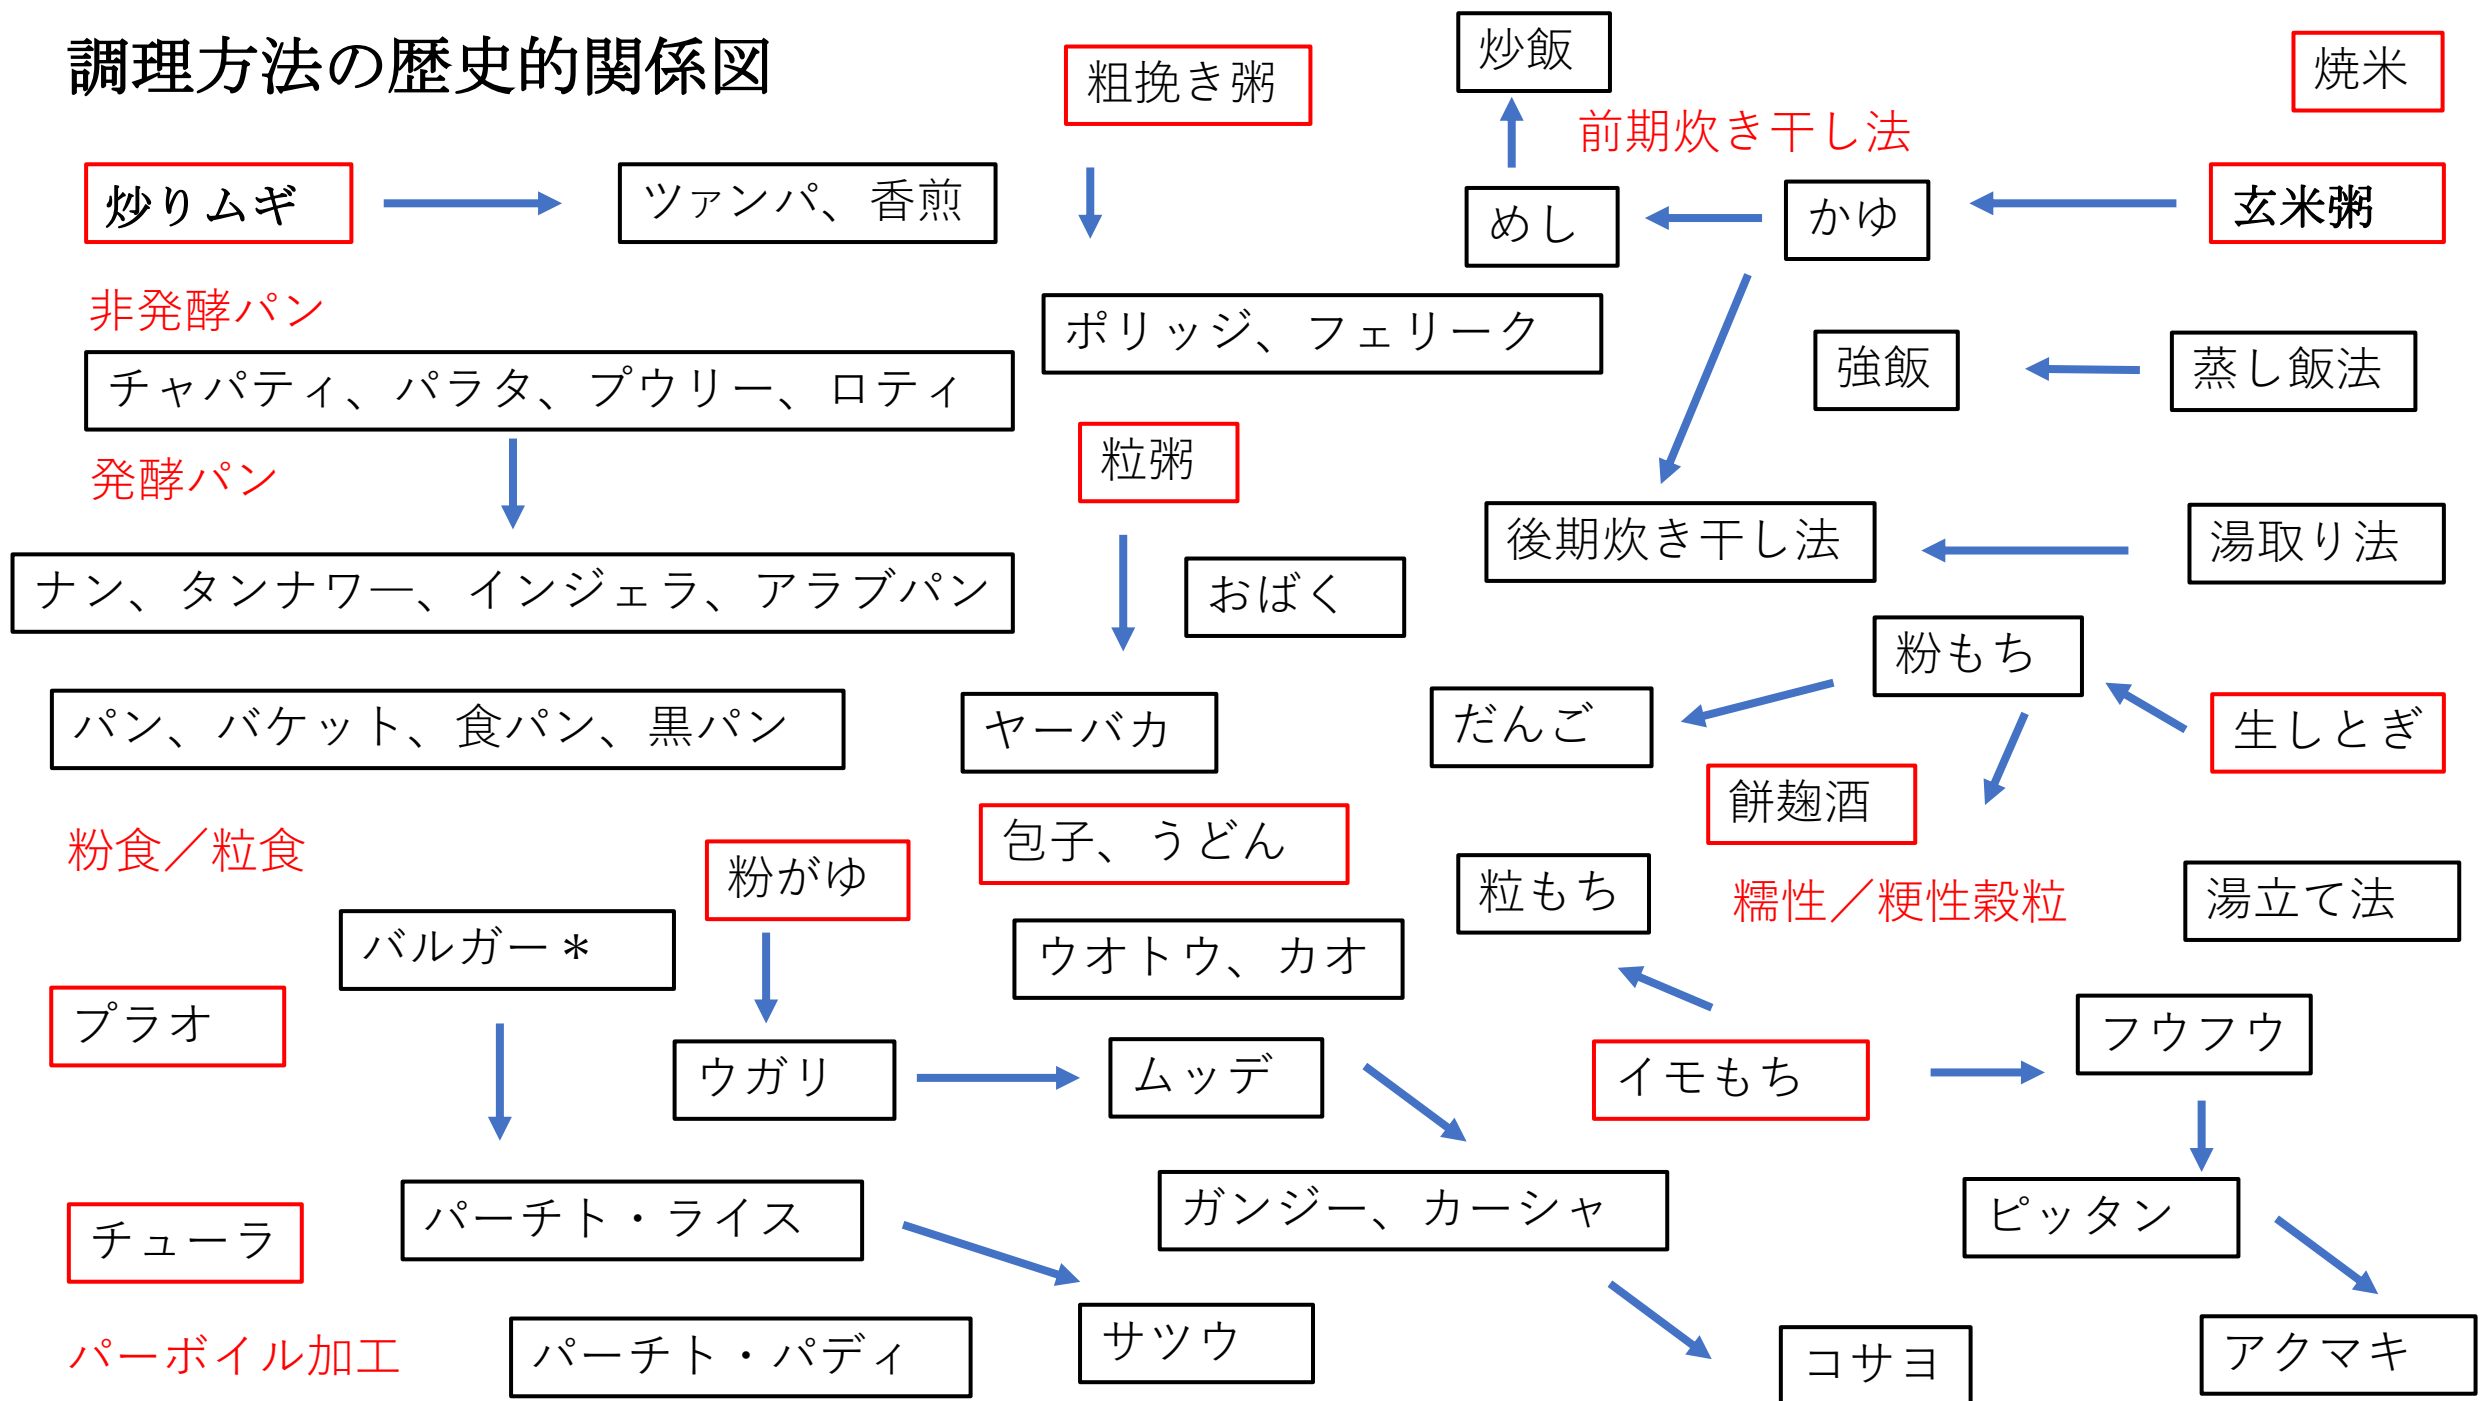 調理方法の歴史的関係図
粗挽き粥
炒飯
焼米
前期炊き干し法
炒りムギ
ツァンパ、香煎
めし
かゆ
玄米粥
非発酵パン
ポリッジ、フェリーク
チャパティ、パラタ、プウリー、ロティ
強飯
蒸し飯法
発酵パン
粒粥
後期炊き干し法
湯取り法
ナン、タンナワ―、インジェラ、アラブパン
おばく
粉もち
パン、バケット、食パン、黒パン
ヤーバカ
だんご
生しとぎ
餅麹酒
粉食／粒食
粉がゆ
包子、うどん
粒もち
糯性／粳性穀粒
湯立て法
バルガー＊
ウオトウ、カオ
プラオ
フウフウ
ウガリ
ムッデ
イモもち
チューラ
パーチト・ライス
ガンジー、カーシャ
ピッタン
パーボイル加工
パーチト・パディ
サツウ
コサヨ
アクマキ